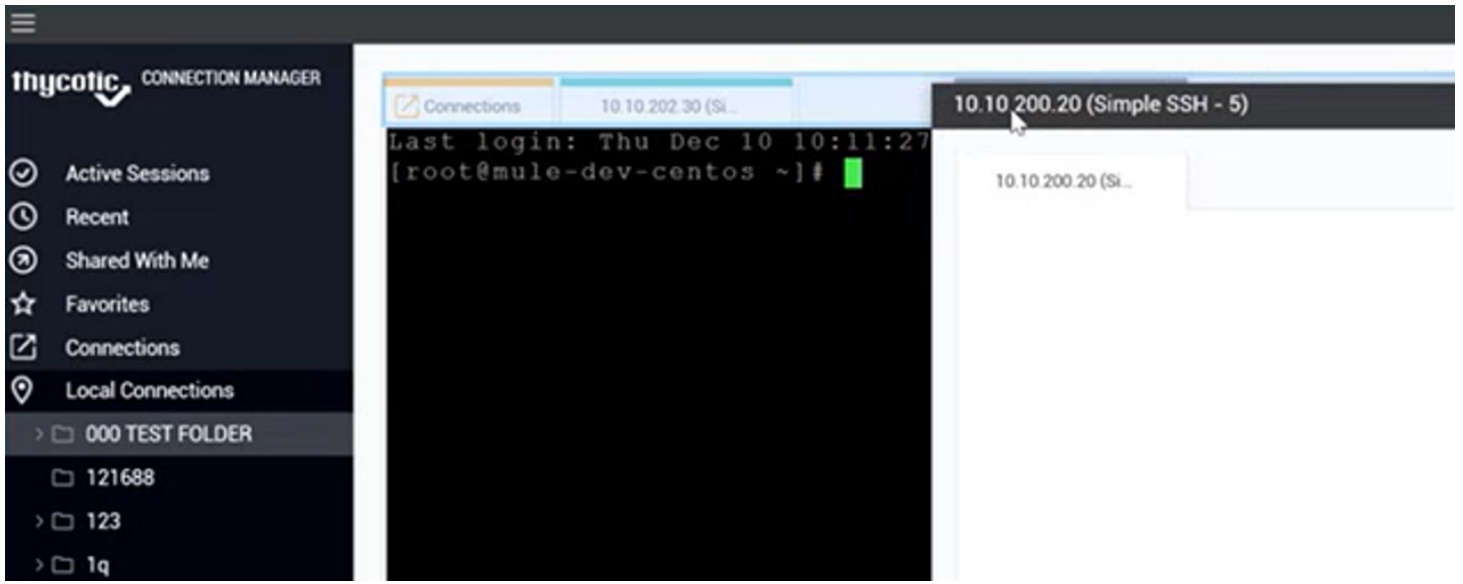 thycotic CONNECTION MANAGER
Active Sessions
Recent
Shared With Me
Favorites
Connections
Local Connections
000 TEST FOLDER
121688
123
1q
Connections
10.10.202.30 (Si...
Last login: Thu Dec 10 10:11:27
[root@mule-dev-centos ~]#
10.10.200.20 (Simple SSH - 5)
10.10.200.20 (Si...